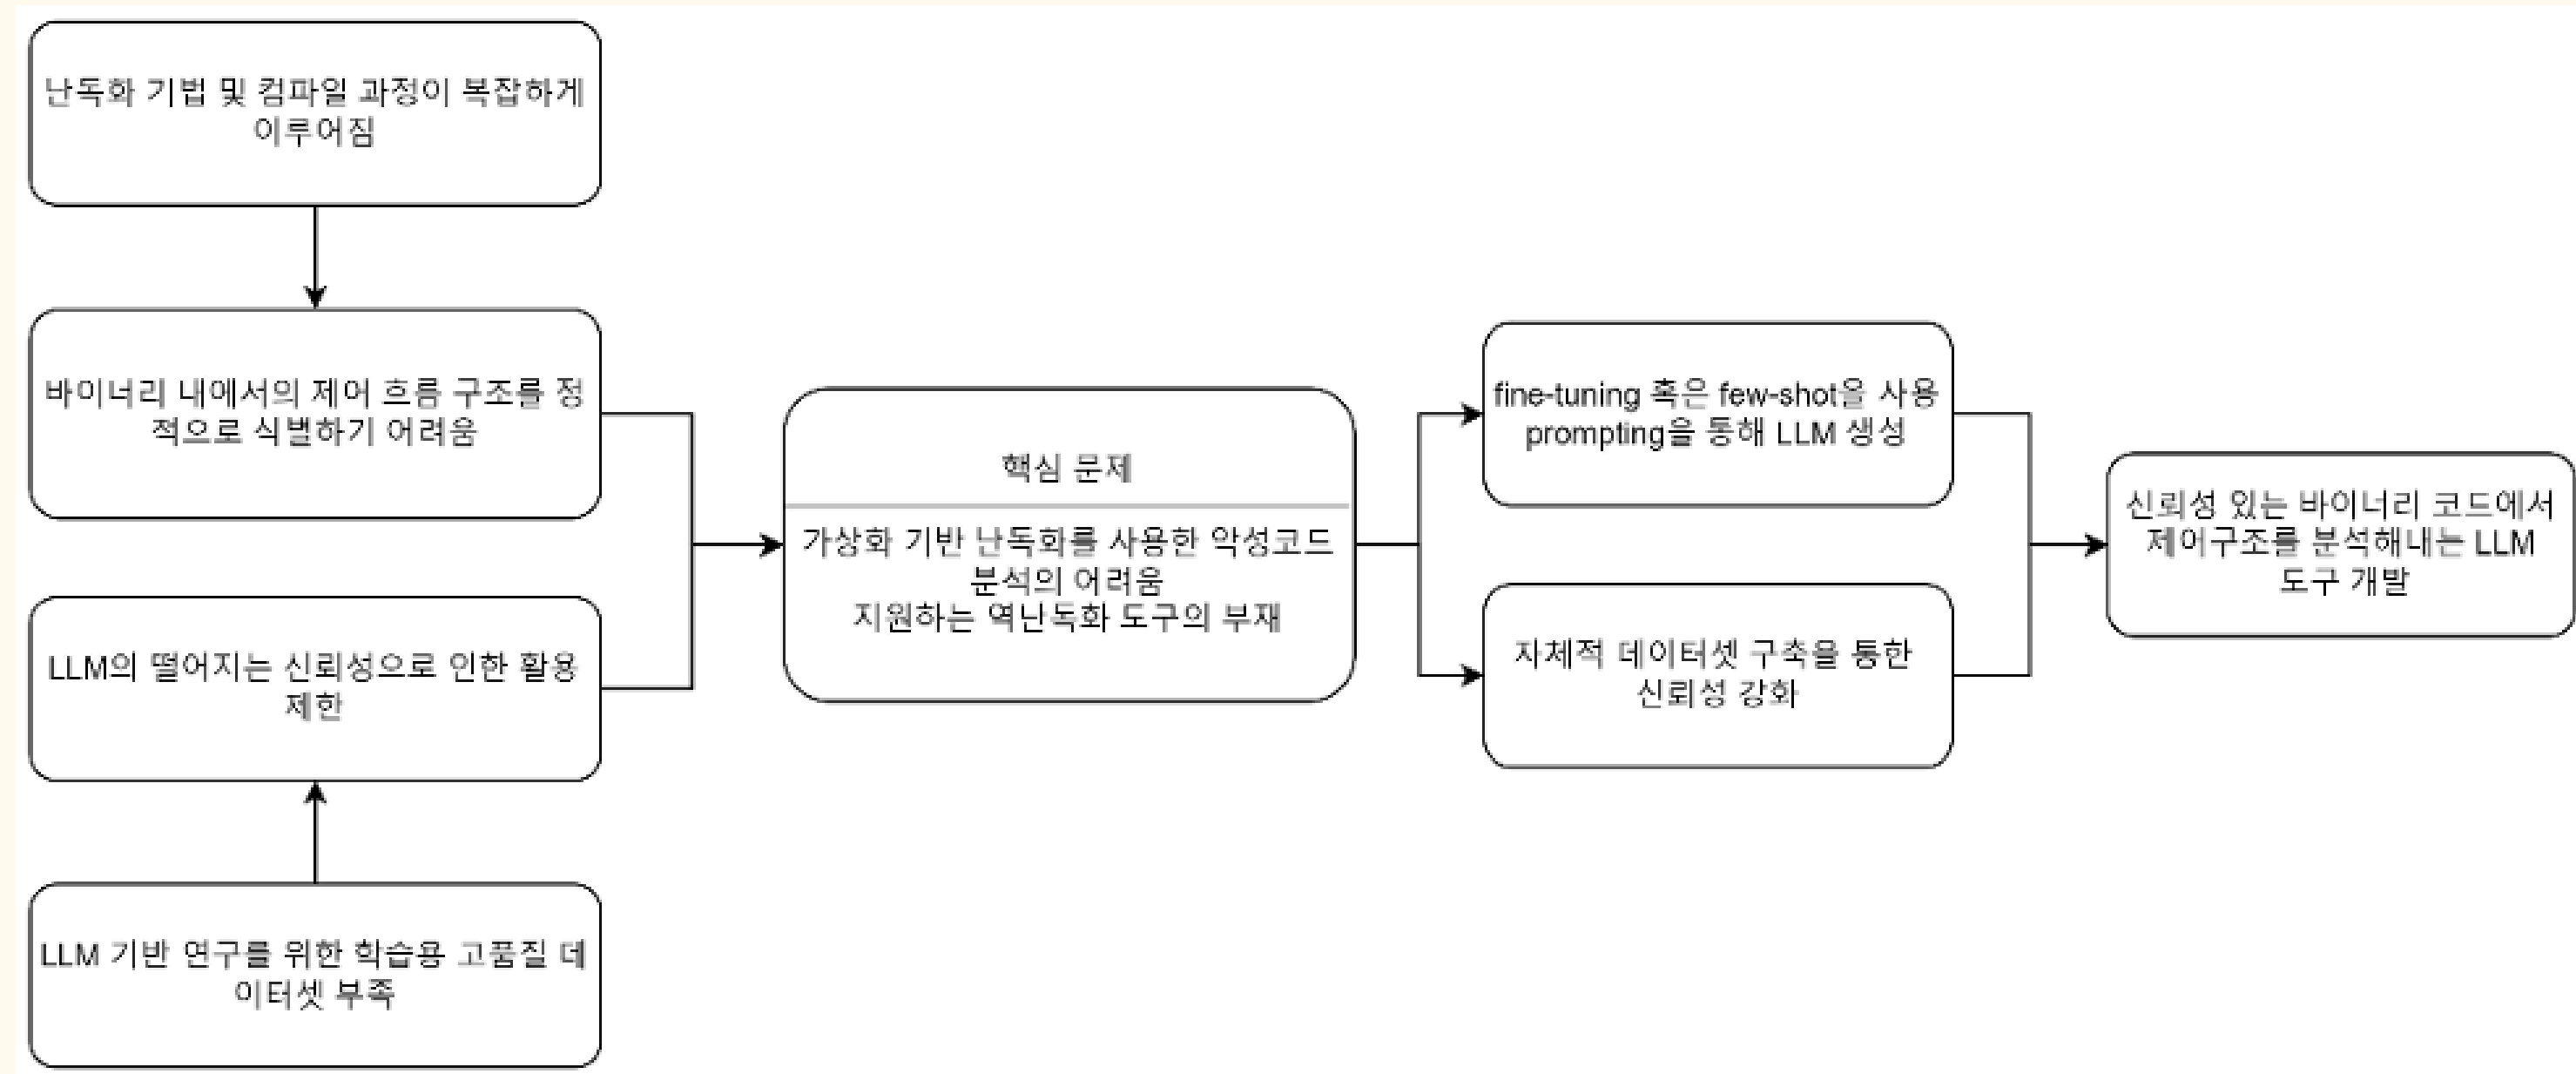 난독화 기법 및 컴파일 과정이 복잡하게
이루어짐
바이너리 내에서의 제어 흐름 구조를 정
적으로 식별하기 어려움
LLM의 떨어지는 신뢰성으로 인한 활용
제한
LLM 기반 연구를 위한 학습용 고품질 데
이터셋 부족
핵심 문제
가상화 기반 난독화를 사용한 악성코드
분석의 어려움
지원하는 역난독화 도구의 부재
fine-tuning 혹은 few-shot을 사용
prompting을 통해 LLM 생성
자체적 데이터셋 구축을 통한
신뢰성 강화
신뢰성 있는 바이너리 코드에서
제어구조를 분석해내는 LLM
도구 개발